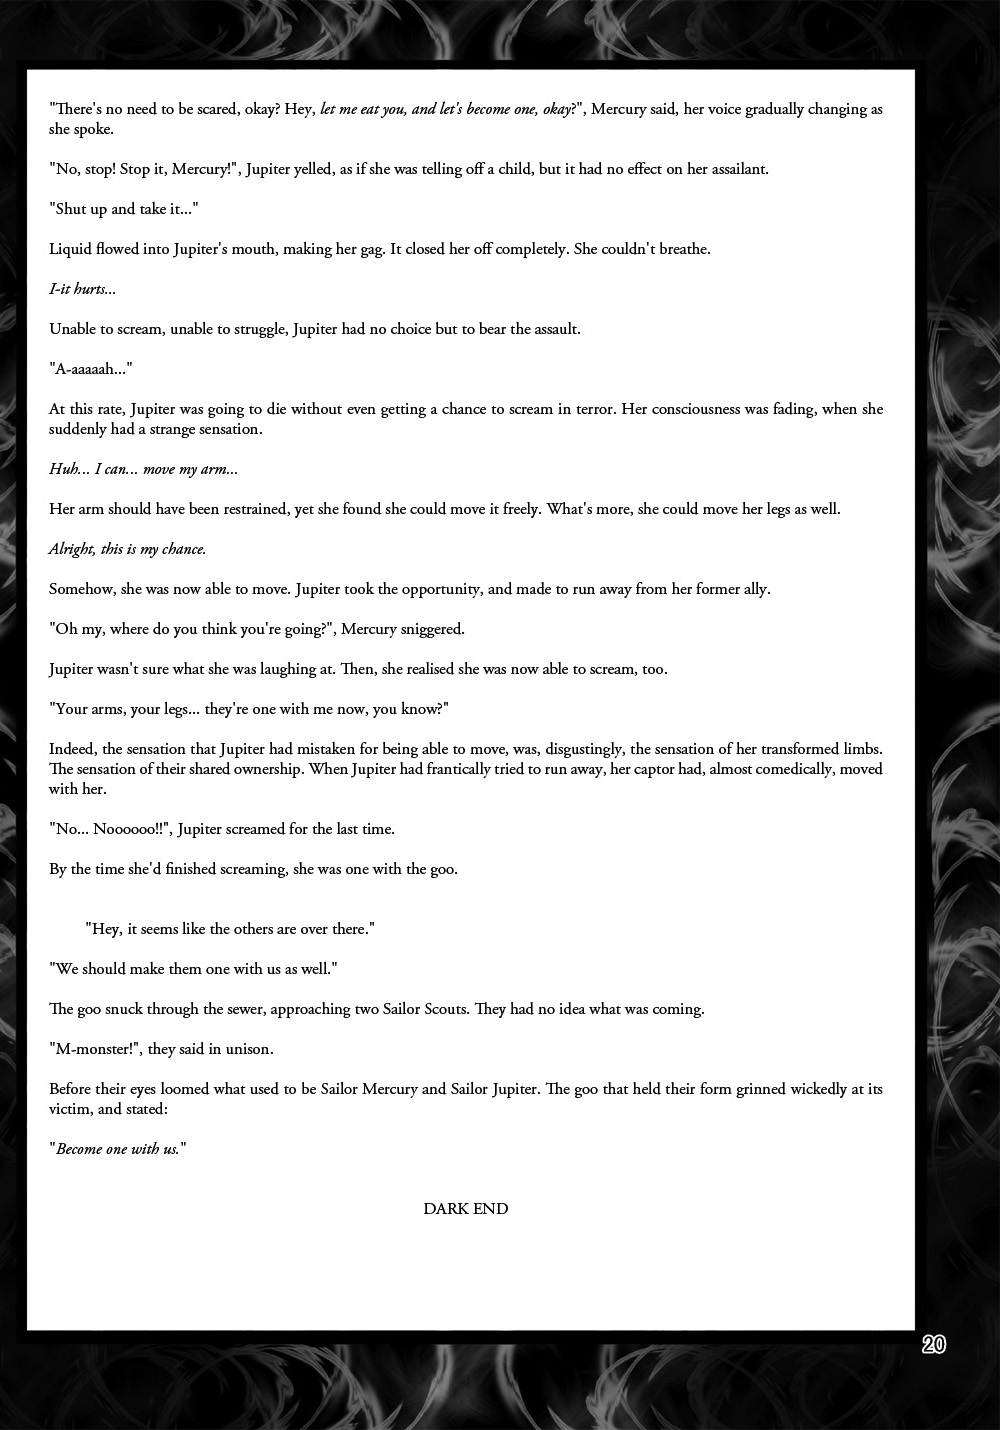 "There's no need to be scared, okay? Hey, let me eat you, and let's become one, okay?", Mercury said, her voice gradually changing as
she spoke.
"No, stop! Stop it, Mercury!", Jupiter yelled, as if she was telling off a child, but it had no effect on her assailant.
"Shut up and take it..."
Liquid flowed into Jupiter's mouth, making her gag. It closed her off completely. She couldn't breathe.
I-it hurts...
Unable to scream, unable to struggle, Jupiter had no choice but to bear the assault.
"A-aaaaah..."
At this rate, Jupiter was going to die without even getting a chance to scream in terror. Her consciousness was fading, when she
suddenly had a strange sensation.
Huh... I can... move my arm...
Her arm should have been restrained, yet she found she could move it freely. What's more, she could move her legs as well.
Alright, this is my chance.
Somehow, she was now able to move. Jupiter took the opportunity, and made to run away from her former ally.
"Oh my, where do you think you're going?", Mercury sniggered.
Jupiter wasn't sure what she was laughing at. Then, she realised she was now able to scream, too.
"Your arms, your legs... they're one with me now, you know?"
Indeed, the sensation that Jupiter had mistaken for being able to move, was, disgustingly, the sensation of her transformed limbs.
The sensation of their shared ownership. When Jupiter had frantically tried to run away, her captor had, almost comedically, moved
with her.
"No... Noooooo!!", Jupiter screamed for the last time.
By the time she'd finished screaming, she was one with the goo.
"Hey, it seems like the others are over there."
"We should make them one with us as well."
The goo snuck through the sewer, approaching two Sailor Scouts. They had no idea what was coming.
"M-monster!", they said in unison.
Before their eyes loomed what used to be Sailor Mercury and Sailor Jupiter. The goo that held their form grinned wickedly at its
victim, and stated:
"Become one with us."
DARK END
20